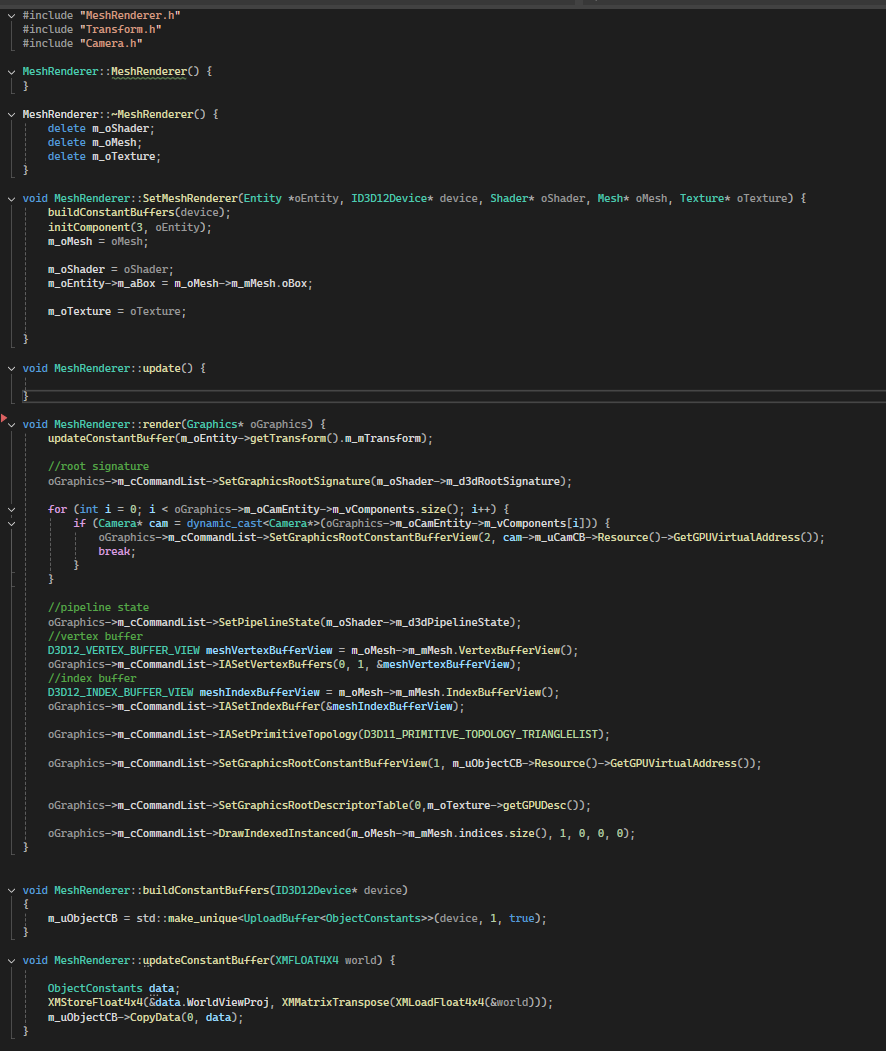 #include "MeshRenderer.h"
#include "Transform.h"
#include "Camera.h"
MeshRenderer::MeshRenderer() {
}
MeshRenderer::~MeshRenderer() {
delete m_oShader;
delete m_oMesh;
delete m_oTexture;
}
void MeshRenderer::SetMeshRenderer(Entity *oEntity, ID3D12Device* device, Shader* oShader, Mesh* oMesh, Texture* oTexture) {
buildConstantBuffers(device);
initComponent(3, oEntity);
m_oMesh = oMesh;
m_oShader = oShader;
m_oEntity->m_aBox = m_oMesh->m_mMesh.oBox;
m_oTexture = oTexture;
}
void MeshRenderer::update() {
}
void MeshRenderer::render(Graphics* oGraphics) {
updateConstantBuffer(m_oEntity->getTransform().m_mTransform);
//root signature
oGraphics->m_cCommandList->SetGraphicsRootSignature(m_oShader->m_d3dRootSignature);
for (int i = 0; i < oGraphics->m_oCamEntity->m_vComponents.size(); i++) {
if (Camera* cam = dynamic_cast<Camera*>(oGraphics->m_oCamEntity->m_vComponents[i])) {
oGraphics->m_cCommandList->SetGraphicsRootConstantBufferView(2, cam->m_uCamCB->Resource()->GetGPUVirtualAddress());
break;
}
}
//pipeline state
oGraphics->m_cCommandList->SetPipelineState(m_oShader->m_d3dPipelineState);
//vertex buffer
D3D12_VERTEX_BUFFER_VIEW meshVertexBufferView = m_oMesh->m_mMesh.VertexBufferView();
oGraphics->m_cCommandList->IASetVertexBuffers(0, 1, &meshVertexBufferView);
//index buffer
D3D12_INDEX_BUFFER_VIEW meshIndexBufferView = m_oMesh->m_mMesh.IndexBufferView();
oGraphics->m_cCommandList->IASetIndexBuffer(&meshIndexBufferView);
oGraphics->m_cCommandList->IASetPrimitiveTopology(D3D11_PRIMITIVE_TOPOLOGY_TRIANGLELIST);
oGraphics->m_cCommandList->SetGraphicsRootConstantBufferView(1, m_uObjectCB->Resource()->GetGPUVirtualAddress());
oGraphics->m_cCommandList->SetGraphicsRootDescriptorTable(0,m_oTexture->getGPUDesc());
oGraphics->m_cCommandList->DrawIndexedInstanced(m_oMesh->m_mMesh.indices.size(), 1, 0, 0, 0);
}
void MeshRenderer::buildConstantBuffers(ID3D12Device* device)
{
m_uObjectCB = std::make_unique<UploadBuffer<ObjectConstants>>(device, 1, true);
}
void MeshRenderer::updateConstantBuffer(XMFLOAT4X4 world) {
ObjectConstants data;
XMStoreFloat4x4(&data.WorldViewProj, XMMatrixTranspose(XMLoadFloat4x4(&world)));
m_uObjectCB->CopyData(0, data);
}